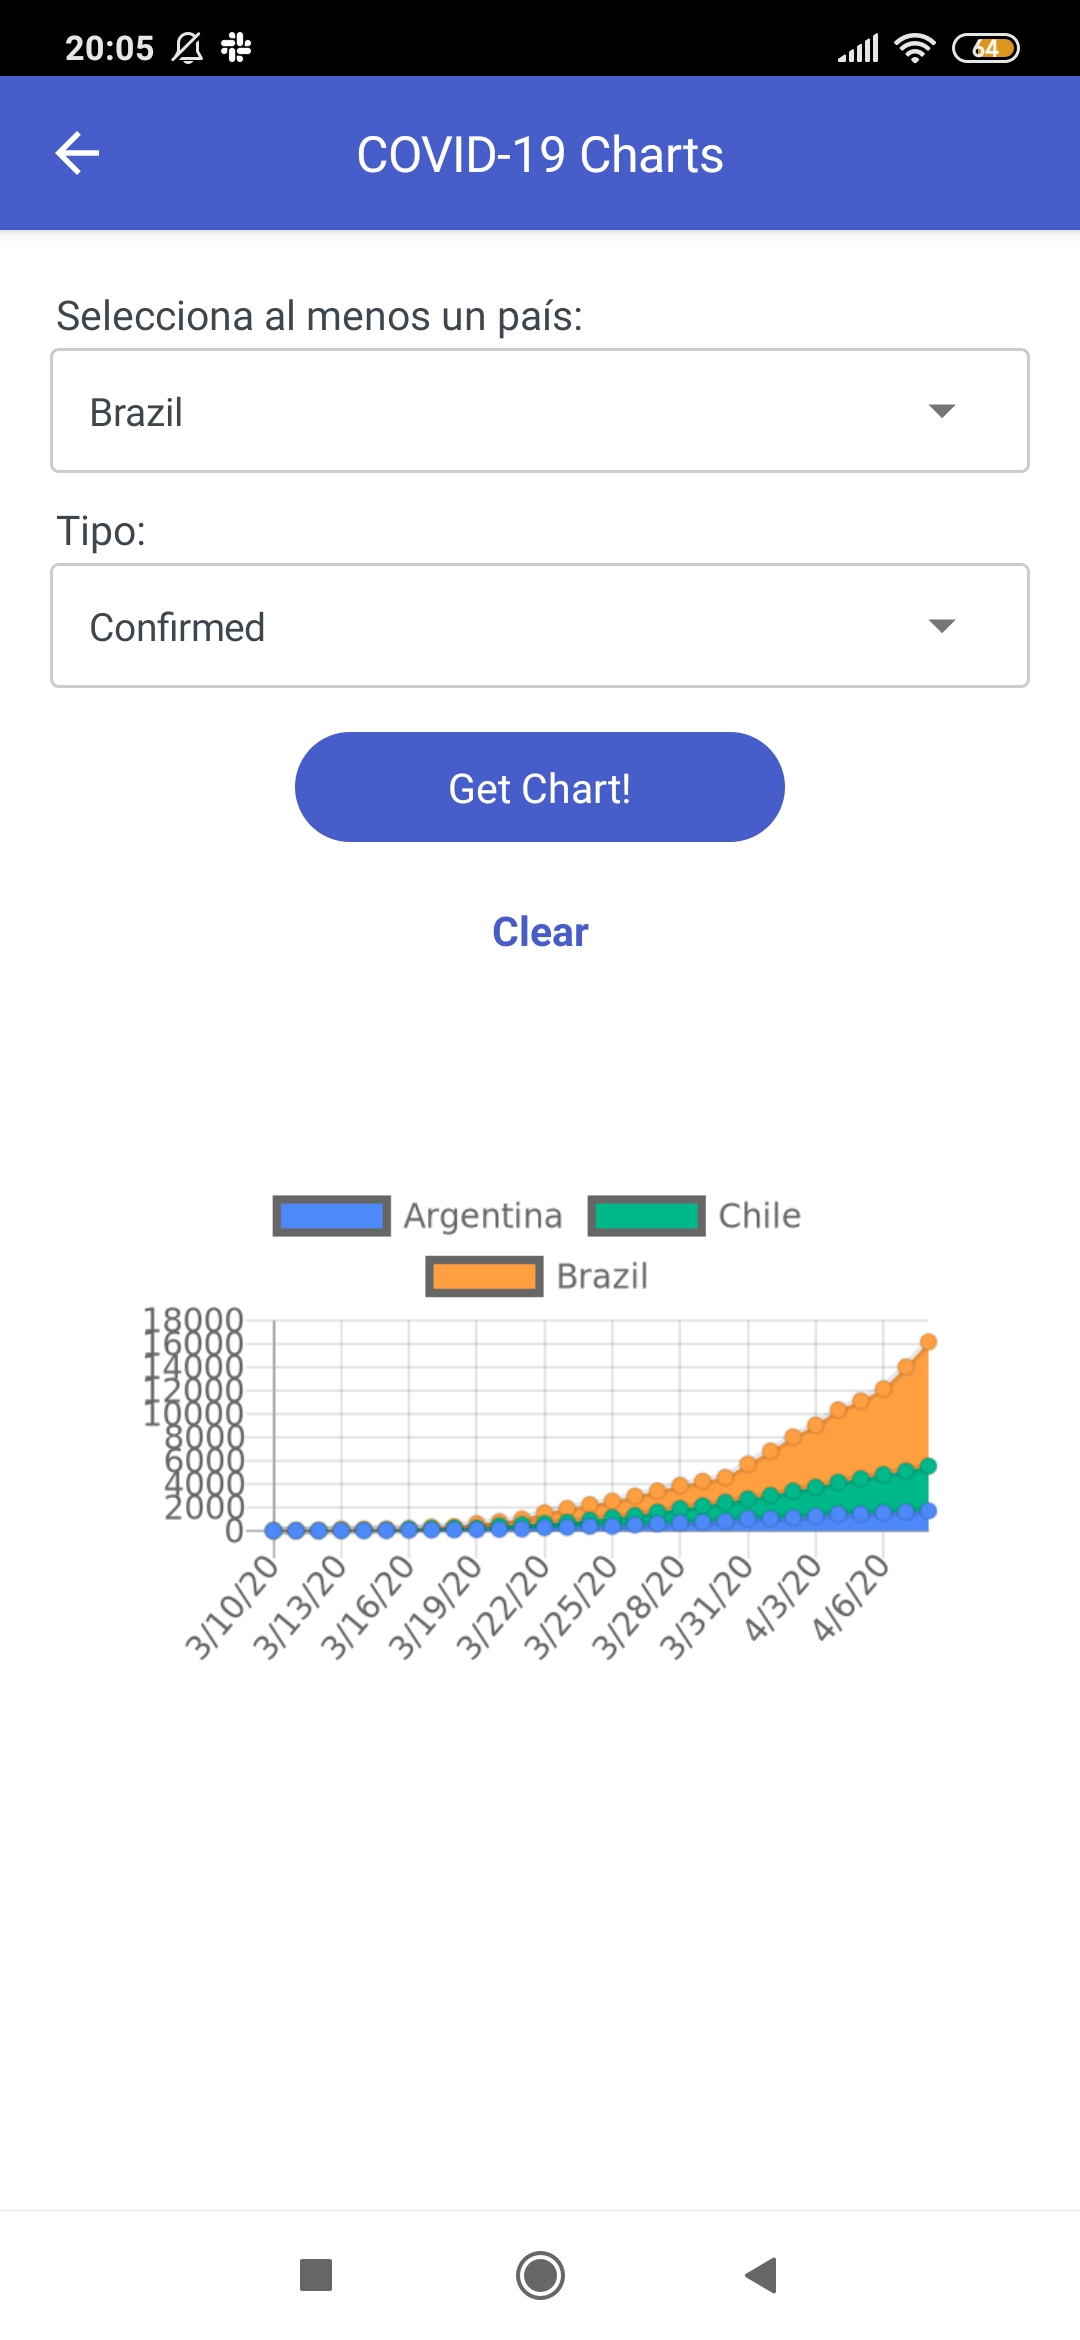 20:05 64
COVID-19 Charts
Selecciona al menos un país:
Brazil
Tipo:
Confirmed
Get Chart!
Clear
Argentina Chile
Brazil
18000
16000
14000
12000
10000
8000
6000
4000
2000
0
3/10/20 3/13/20 3/16/20 3/19/20 3/22/20 3/25/20 3/28/20 3/31/20 4/3/20 4/6/20